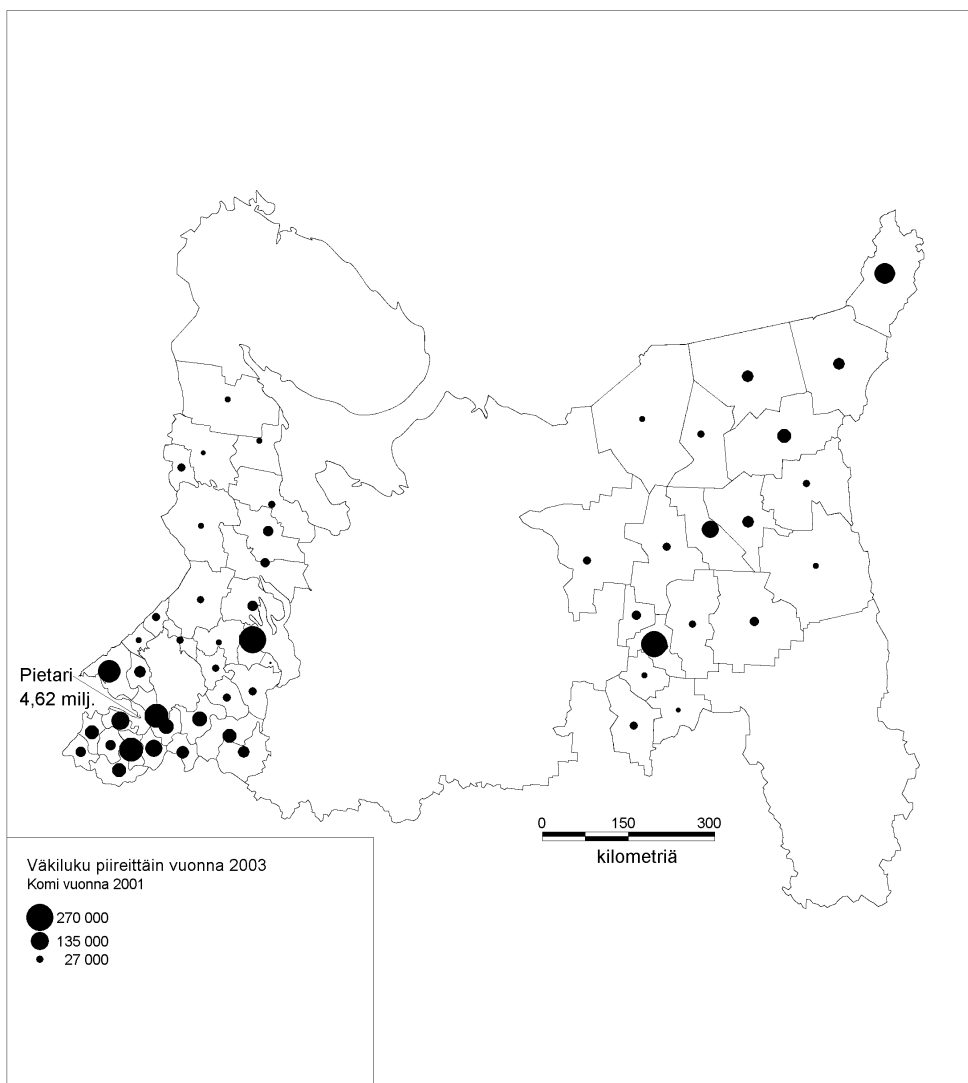 Pietari
4,62 milj.
0 150 300
kilometriä
Väkiluku piireittäin vuonna 2003
Komi vuonna 2001
270 000
135 000
27 000